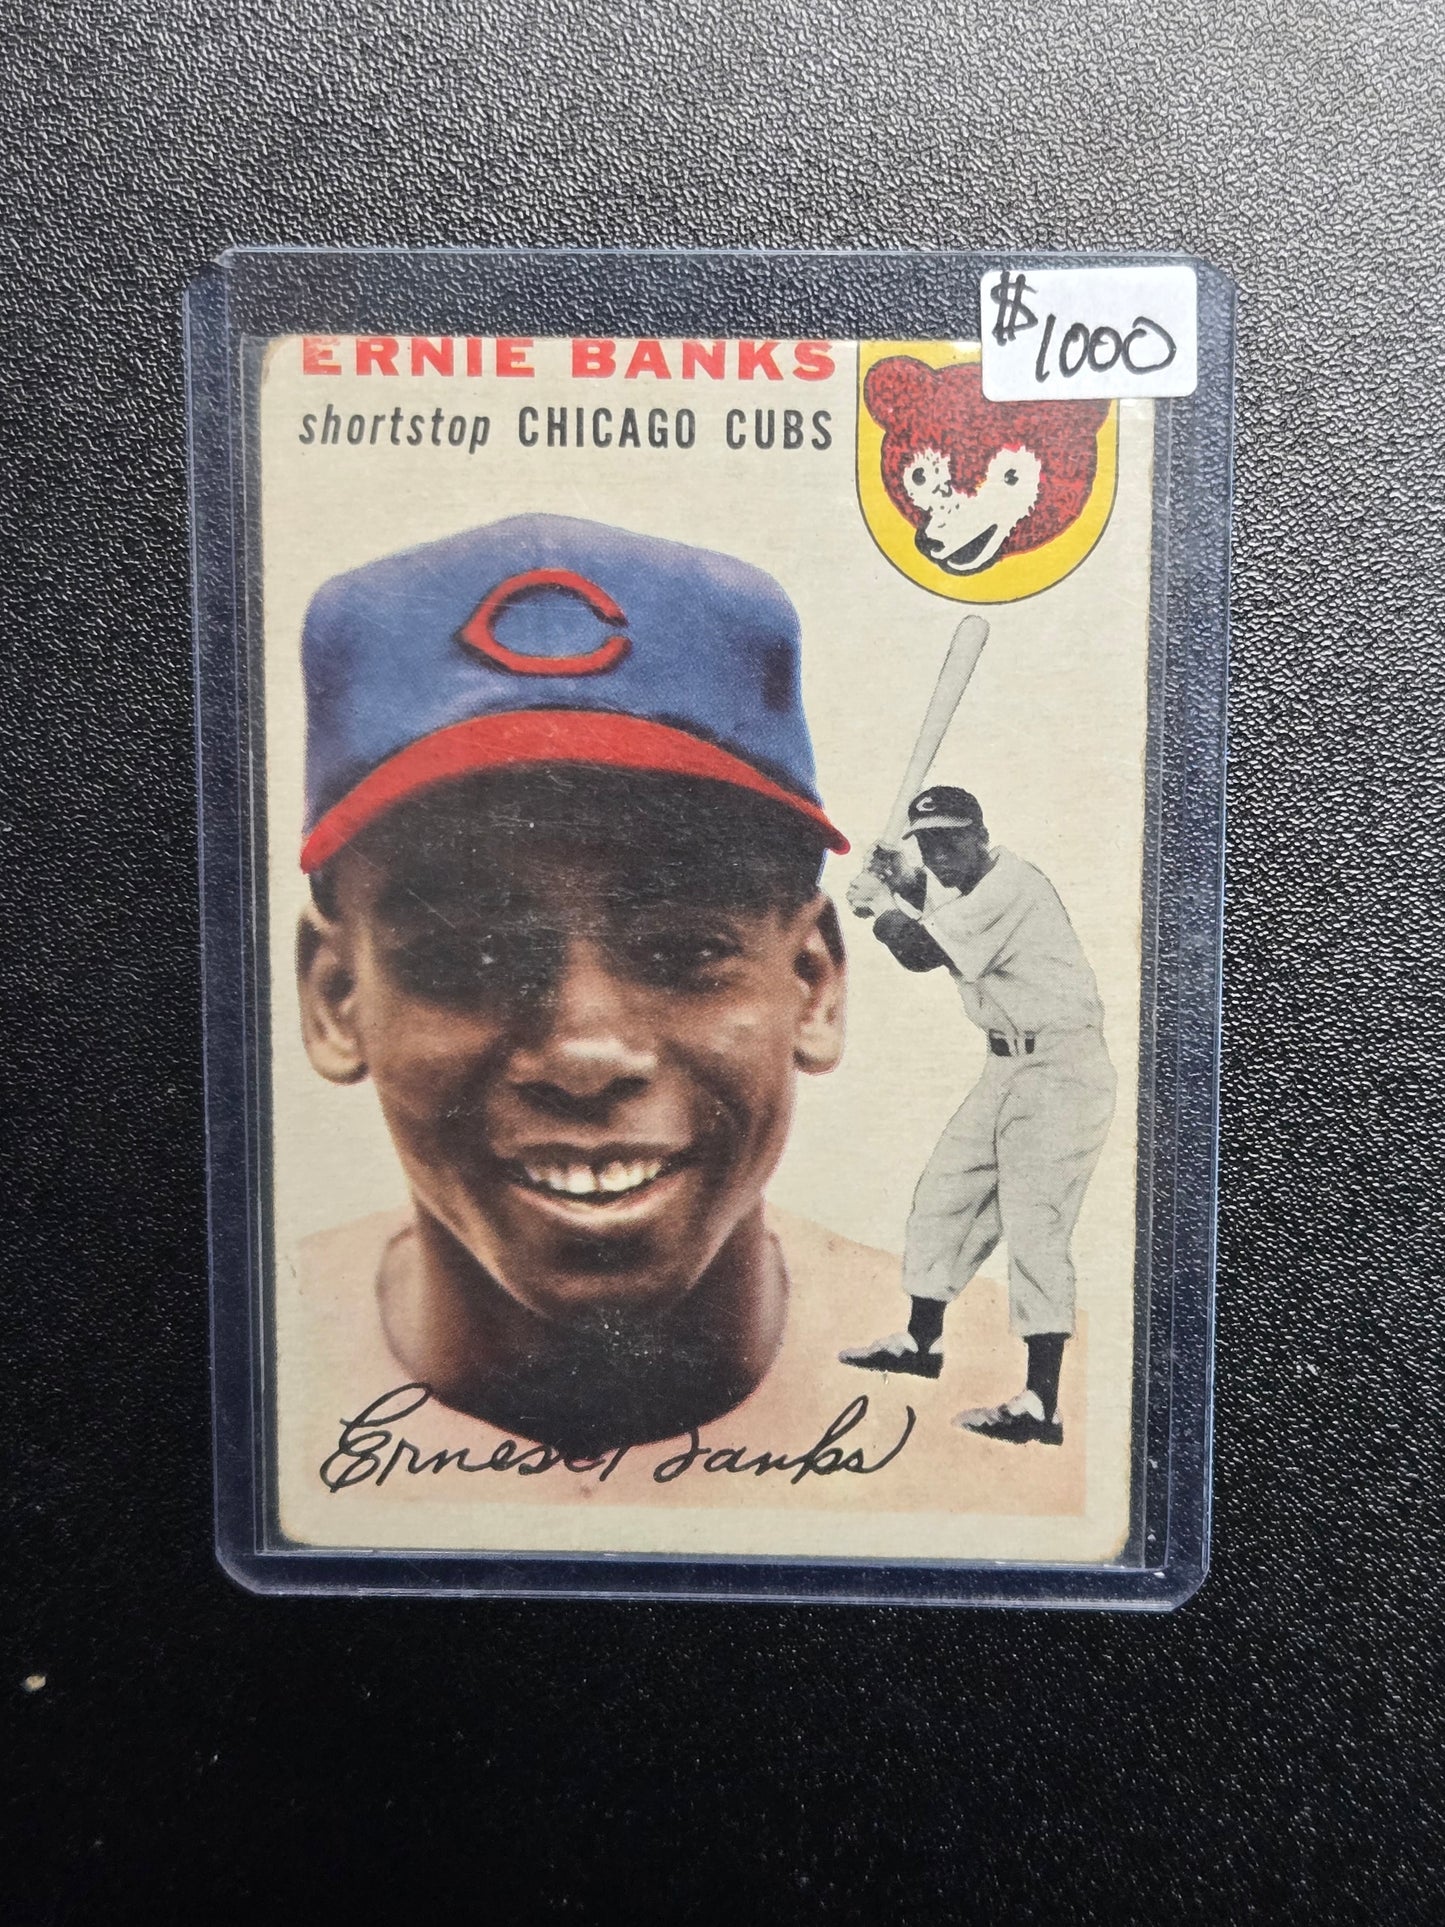 $1000
ERNIE BANKS
shortstop CHICAGO CUBS
C
C
Ernest Banks